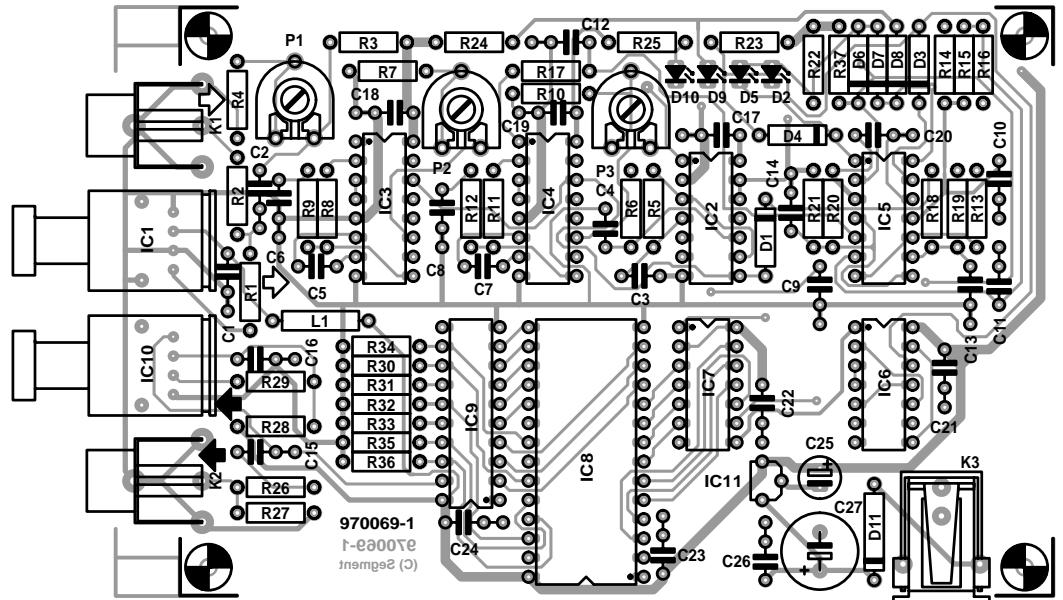 C12
P1
R3
R24
R25
R23
R22
R37
D6
D7
D8
D3
R14
R15
R16
R7
R17
R10
R4
K1
C18
C19
D10
D9
D5
D2
C17
D4
C20
C10
C2
P2
P3
C4
C14
R2
R9
R8
IC3
R12
R11
IC4
R6
R5
IC2
D1
R21
R20
IC5
R18
R19
R13
IC1
C6
C5
C8
C7
C3
C9
R1
C1
L1
C13
C11
IC10
C16
R29
R34
R30
R31
R32
R33
R35
R36
IC9
IC8
IC7
C22
IC6
C21
R28
C15
K2
R26
R27
970069-1
970069-1
(C) Segment
C24
C23
IC11
C25
C26
C27
D11
K3
+
+